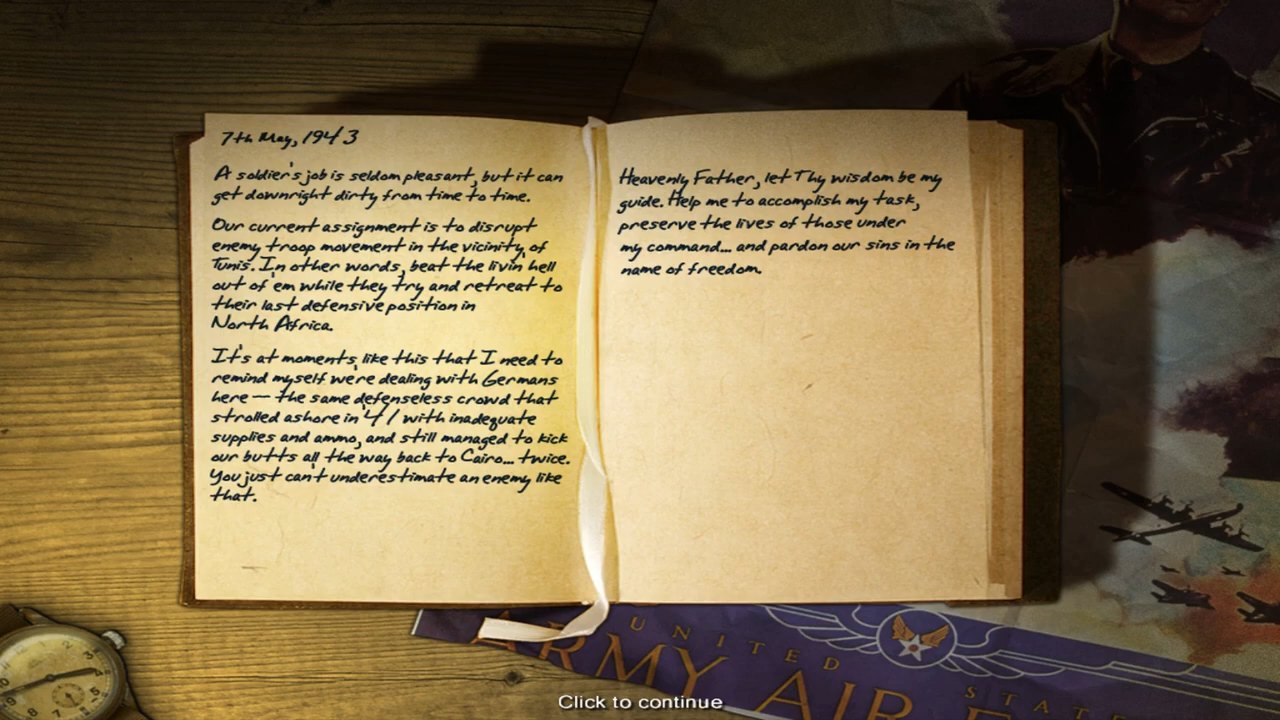 7th May, 1943
A soldier's job is seldom pleasant, but it can
get downright dirty from time to time.
Our current assignment is to disrupt
enemy troop movement in the vicinity of
Tunis. In other words, beat the livin' hell
out of 'em while they try and retreat to
their last defensive position in
North Africa.
It's at moments like this that I need to
remind myself we're dealing with Germans
here — the same defenseless crowd that
strolled ashore in '41 with inadequate
supplies and ammo, and still managed to kick
our butts all the way back to Cairo... twice.
You just can't underestimate an enemy like
that.
Heavenly Father, let Thy wisdom be my
guide. Help me to accomplish my task,
preserve the lives of those under
my command... and pardon our sins in the
name of freedom.
UNITED STAT
ARMY AIR F
Click to continue